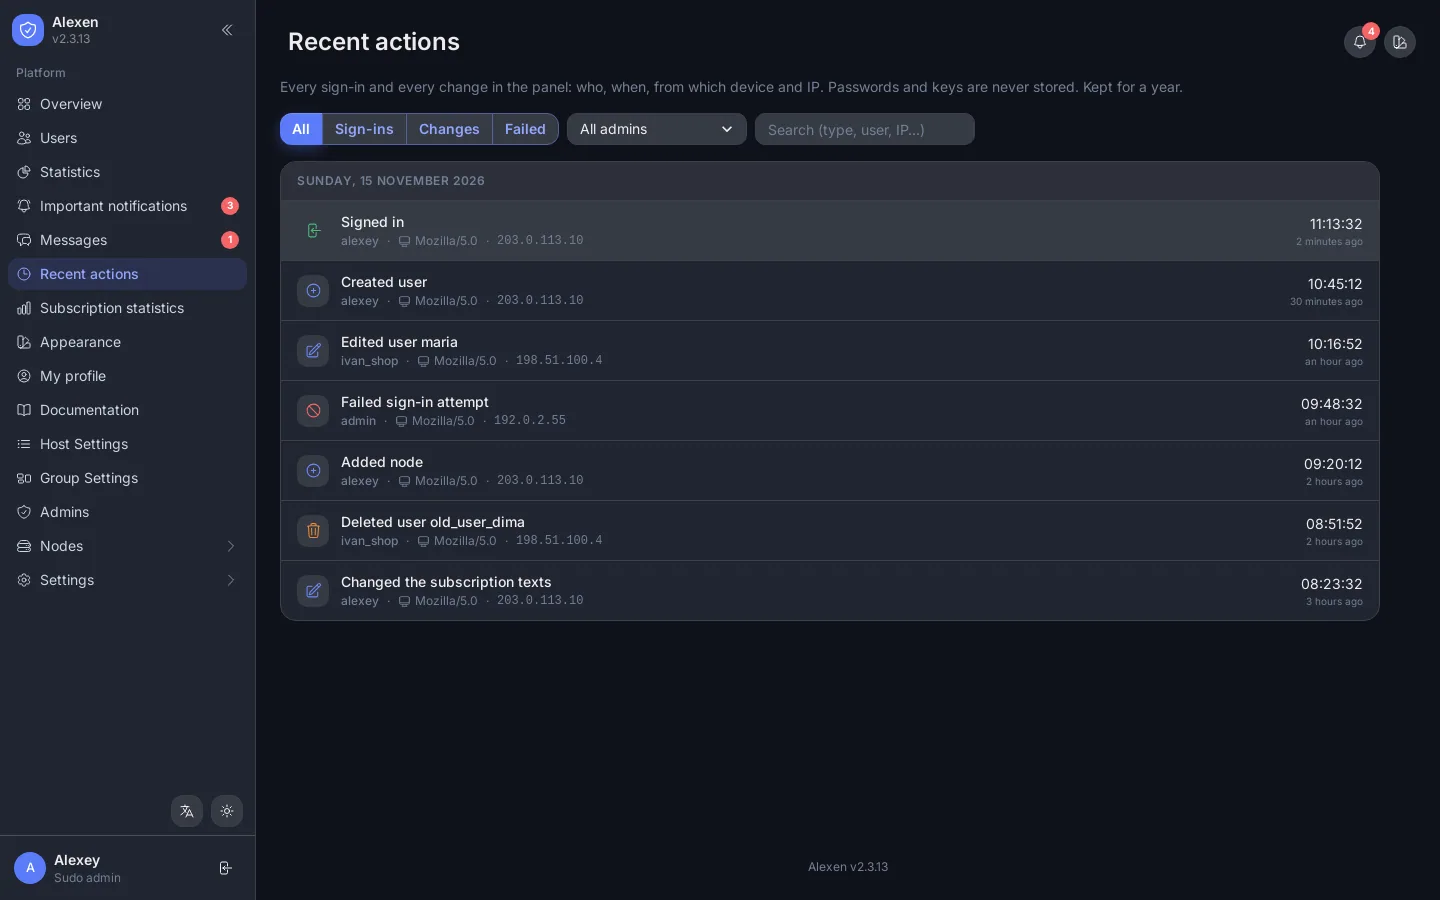 Alexen
v2.3.13
Platform
Overview
Users
Statistics
Important notifications 3
Messages 1
Recent actions
Subscription statistics
Appearance
My profile
Documentation
Host Settings
Group Settings
Admins
Nodes
Settings
A
Alexey
Sudo admin
Recent actions
4
Every sign-in and every change in the panel: who, when, from which device and IP. Passwords and keys are never stored. Kept for a year.
All Sign-ins Changes Failed All admins Search (type, user, IP...)
SUNDAY, 15 NOVEMBER 2026
Signed in 11:13:32
alexey · Mozilla/5.0 · 203.0.113.10 2 minutes ago
Created user 10:45:12
alexey · Mozilla/5.0 · 203.0.113.10 30 minutes ago
Edited user maria 10:16:52
ivan_shop · Mozilla/5.0 · 198.51.100.4 an hour ago
Failed sign-in attempt 09:48:32
admin · Mozilla/5.0 · 192.0.2.55 an hour ago
Added node 09:20:12
alexey · Mozilla/5.0 · 203.0.113.10 2 hours ago
Deleted user old_user_dima 08:51:52
ivan_shop · Mozilla/5.0 · 198.51.100.4 2 hours ago
Changed the subscription texts 08:23:32
alexey · Mozilla/5.0 · 203.0.113.10 3 hours ago
Alexen v2.3.13